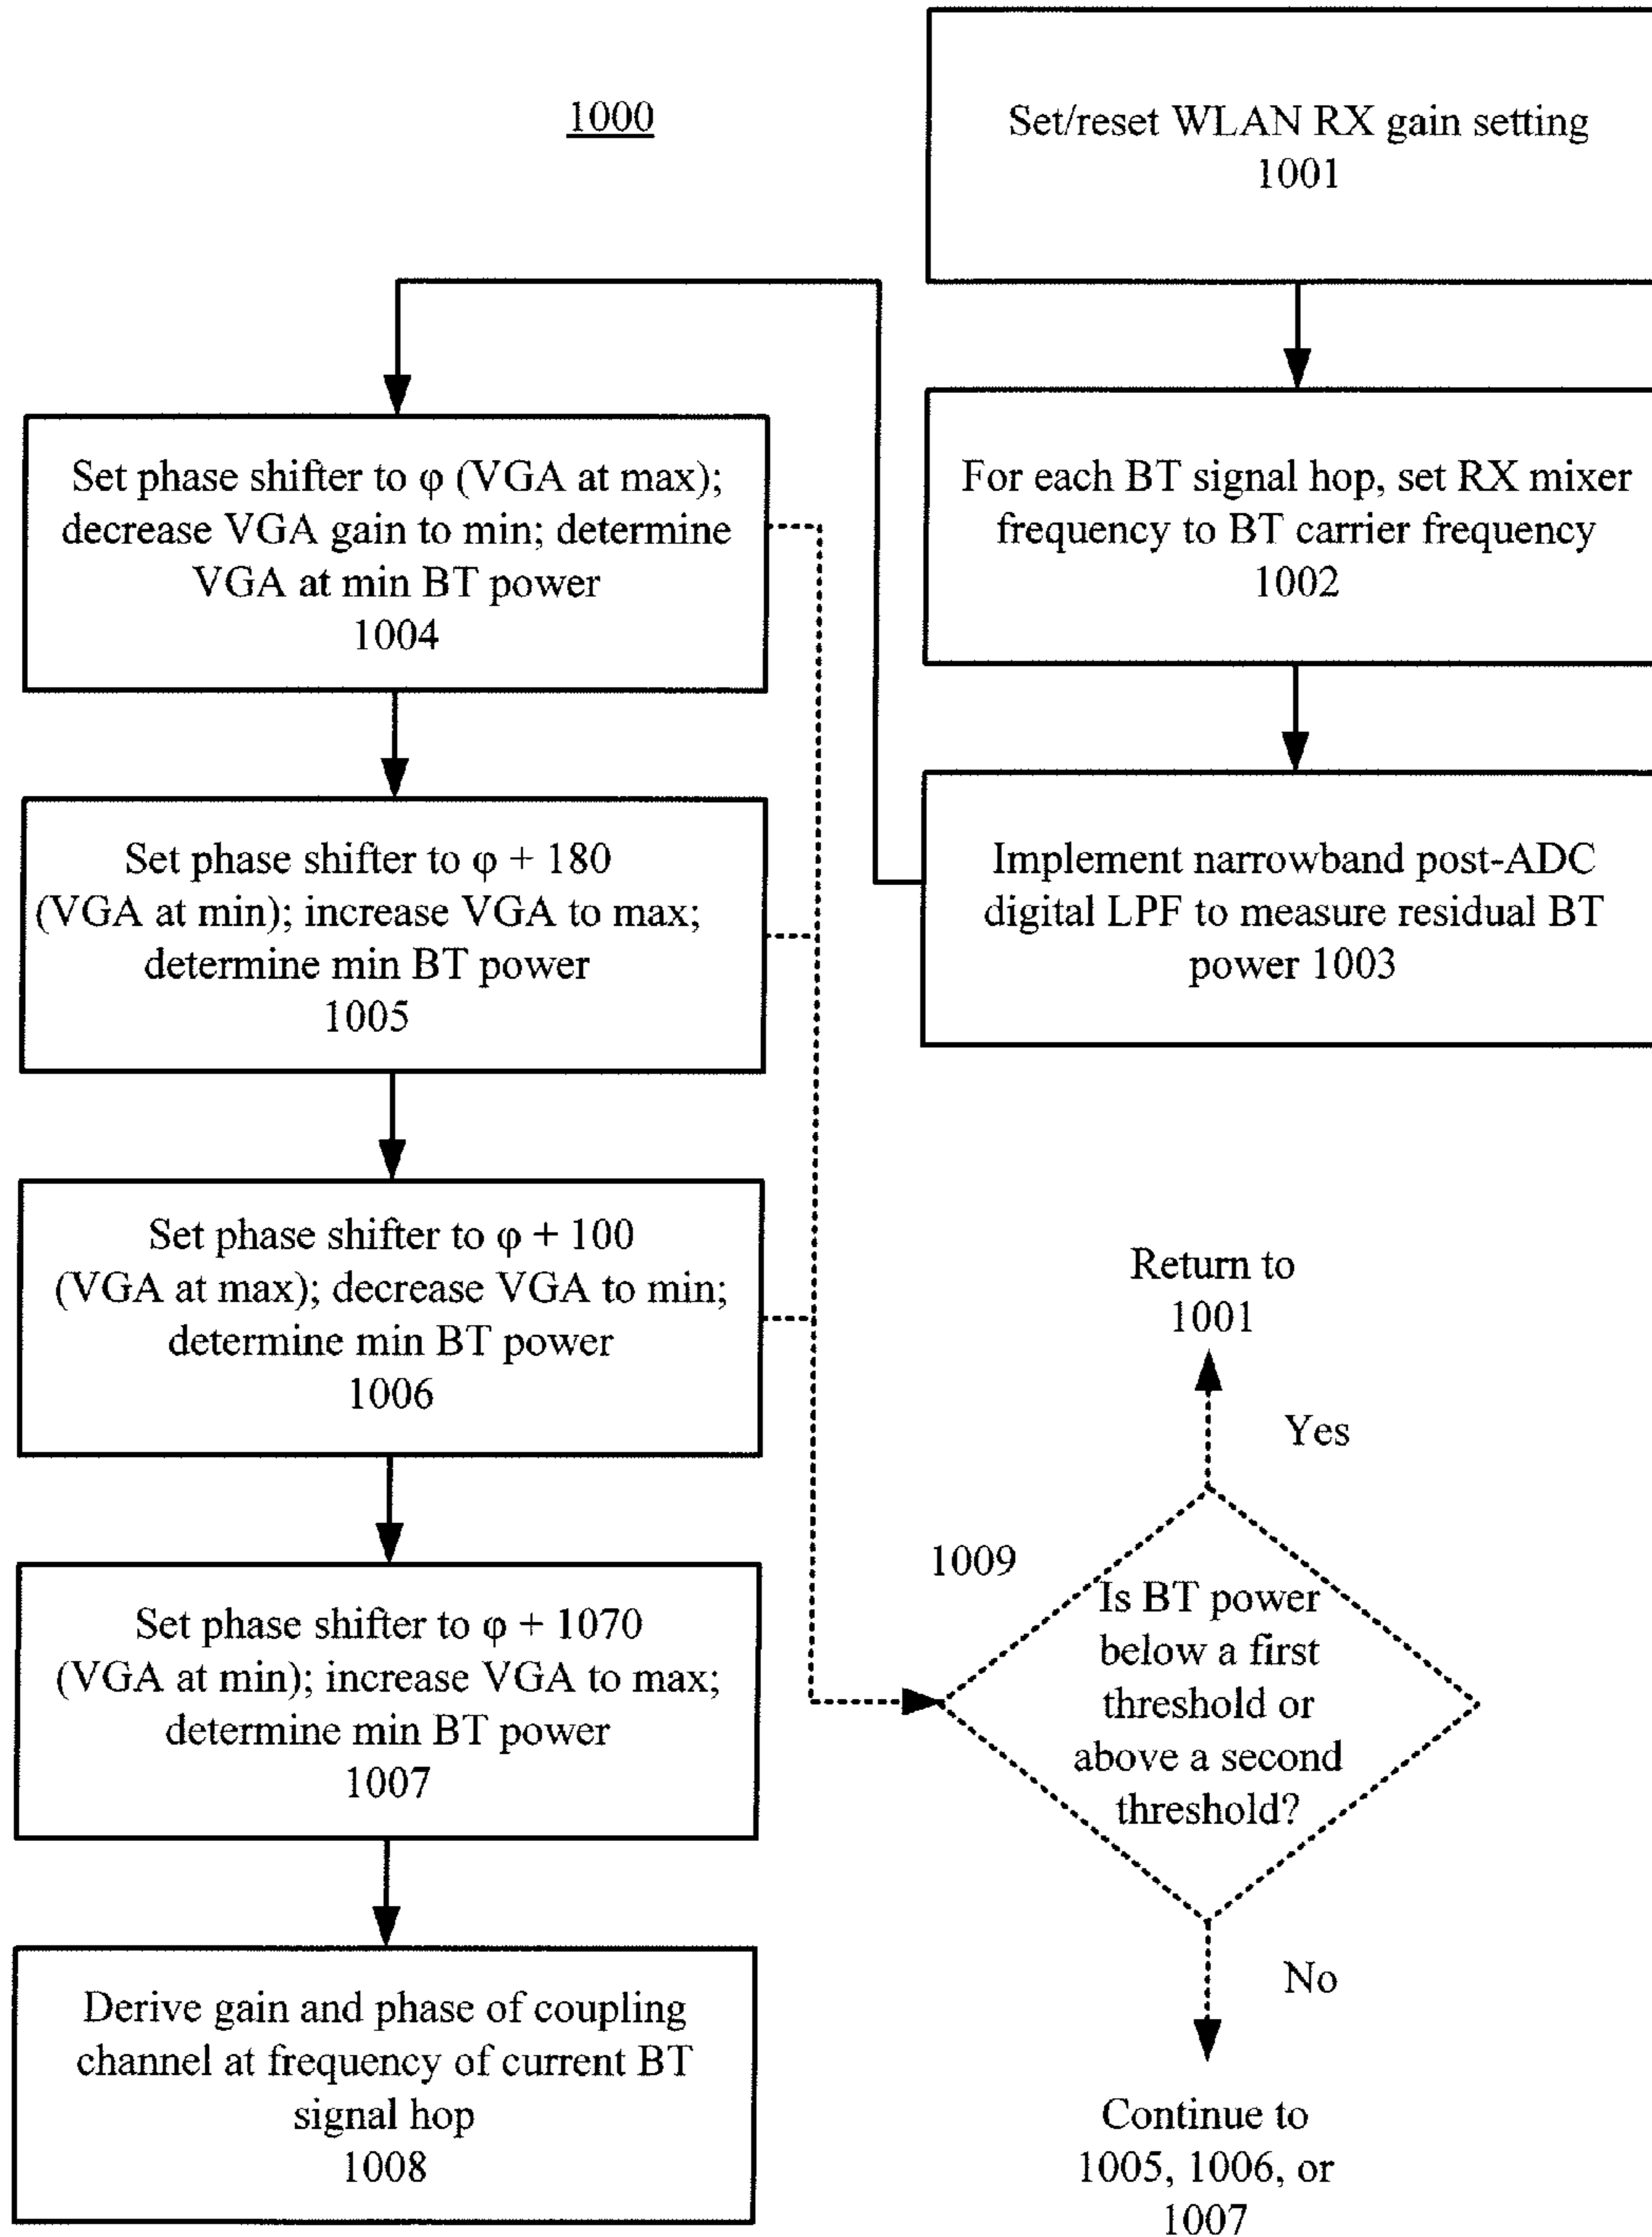 1000
Set/reset WLAN RX gain setting
1001
For each BT signal hop, set RX mixer
frequency to BT carrier frequency
1002
Implement narrowband post-ADC
digital LPF to measure residual BT
power 1003
Set phase shifter to φ (VGA at max);
decrease VGA gain to min; determine
VGA at min BT power
1004
Set phase shifter to φ + 180
(VGA at min); increase VGA to max;
determine min BT power
1005
Set phase shifter to φ + 100
(VGA at max); decrease VGA to min;
determine min BT power
1006
Set phase shifter to φ + 1070
(VGA at min); increase VGA to max;
determine min BT power
1007
Derive gain and phase of coupling
channel at frequency of current BT
signal hop
1008
Return to
1001
Yes
1009
Is BT power
below a first
threshold or
above a second
threshold?
No
Continue to
1005, 1006, or
1007